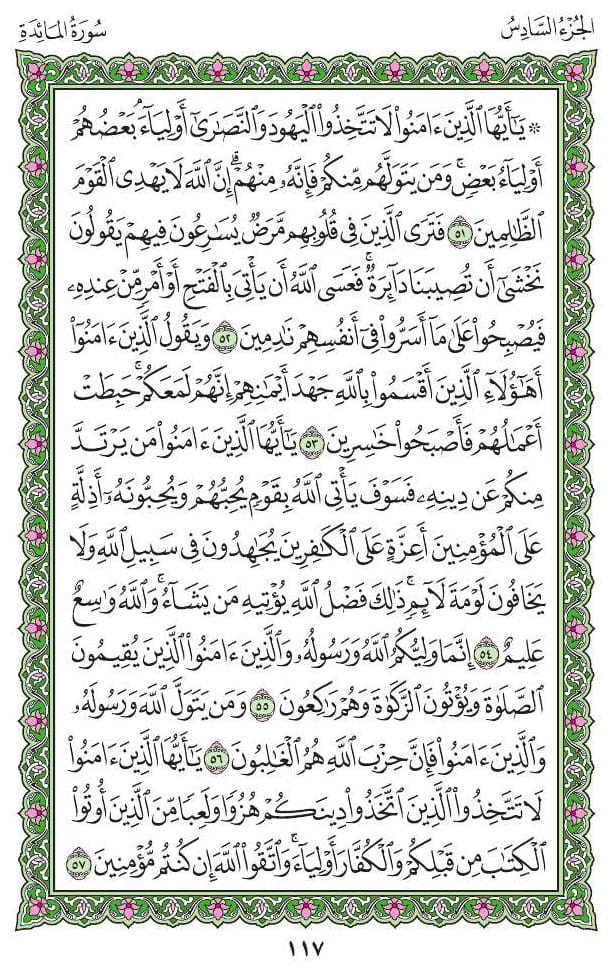 الجُزْءُ السَّادِسُ
سُورَةُ المَائِدَةِ
۞ يَٰٓأَيُّهَا ٱلَّذِينَ ءَامَنُوا۟ لَا تَتَّخِذُوا۟ ٱلْيَهُودَ وَٱلنَّصَٰرَىٰٓ أَوْلِيَآءَۘ بَعْضُهُمْ
أَوْلِيَآءُ بَعْضٍۚ وَمَن يَتَوَلَّهُم مِّنكُمْ فَإِنَّهُۥ مِنْهُمْۗ إِنَّ ٱللَّهَ لَا يَهْدِى ٱلْقَوْمَ
ٱلظَّٰلِمِينَ ٥١ فَتَرَى ٱلَّذِينَ فِى قُلُوبِهِم مَّرَضٌ يُسَٰرِعُونَ فِيهِمْ يَقُولُونَ
نَخْشَىٰٓ أَن تُصِيبَنَا دَآئِرَةٌۚ فَعَسَى ٱللَّهُ أَن يَأْتِىَ بِٱلْفَتْحِ أَوْ أَمْرٍ مِّنْ عِندِهِۦ
فَيُصْبِحُوا۟ عَلَىٰ مَآ أَسَرُّوا۟ فِىٓ أَنفُسِهِمْ نَٰدِمِينَ ٥٢ وَيَقُولُ ٱلَّذِينَ ءَامَنُوٓا۟
أَهَٰٓؤُلَآءِ ٱلَّذِينَ أَقْسَمُوا۟ بِٱللَّهِ جَهْدَ أَيْمَٰنِهِمْ إِنَّهُمْ لَمَعَكُمْۚ حَبِطَتْ
أَعْمَٰلُهُمْ فَأَصْبَحُوا۟ خَٰسِرِينَ ٥٣ يَٰٓأَيُّهَا ٱلَّذِينَ ءَامَنُوا۟ مَن يَرْتَدَّ
مِنكُمْ عَن دِينِهِۦ فَسَوْفَ يَأْتِى ٱللَّهُ بِقَوْمٍ يُحِبُّهُمْ وَيُحِبُّونَهُۥٓ أَذِلَّةٍ
عَلَى ٱلْمُؤْمِنِينَ أَعِزَّةٍ عَلَى ٱلْكَٰفِرِينَ يُجَٰهِدُونَ فِى سَبِيلِ ٱللَّهِ وَلَا
يَخَافُونَ لَوْمَةَ لَآئِمٍۚ ذَٰلِكَ فَضْلُ ٱللَّهِ يُؤْتِيهِ مَن يَشَآءُۚ وَٱللَّهُ وَٰسِعٌ
عَلِيمٌ ٥٤ إِنَّمَا وَلِيُّكُمُ ٱللَّهُ وَرَسُولُهُۥ وَٱلَّذِينَ ءَامَنُوا۟ ٱلَّذِينَ يُقِيمُونَ
ٱلصَّلَوٰةَ وَيُؤْتُونَ ٱلزَّكَوٰةَ وَهُمْ رَٰكِعُونَ ٥٥ وَمَن يَتَوَلَّ ٱللَّهَ وَرَسُولَهُۥ
وَٱلَّذِينَ ءَامَنُوا۟ فَإِنَّ حِزْبَ ٱللَّهِ هُمُ ٱلْغَٰلِبُونَ ٥٦ يَٰٓأَيُّهَا ٱلَّذِينَ ءَامَنُوا۟
لَا تَتَّخِذُوا۟ ٱلَّذِينَ ٱتَّخَذُوا۟ دِينَكُمْ هُزُوًا وَلَعِبًا مِّنَ ٱلَّذِينَ أُوتُوا۟
ٱلْكِتَٰبَ مِن قَبْلِكُمْ وَٱلْكُفَّارَ أَوْلِيَآءَۚ وَٱتَّقُوا۟ ٱللَّهَ إِن كُنتُم مُّؤْمِنِينَ ٥٧
١١٧